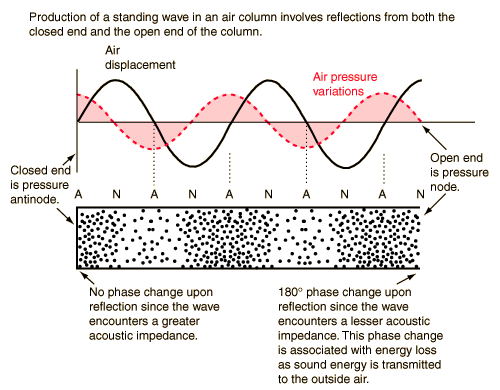 Production of a standing wave in an air column involves reflections from both the
closed end and the open end of the column.
Air
displacement
Air pressure
variations
Closed end
is pressure
antinode.
Open end
is pressure
node.
A N A N A N A N A N
No phase change upon
reflection since the wave
encounters a greater
acoustic impedance.
180° phase change upon
reflection since the wave
encounters a lesser acoustic
impedance. This phase change
is associated with energy loss
as sound energy is transmitted
to the outside air.